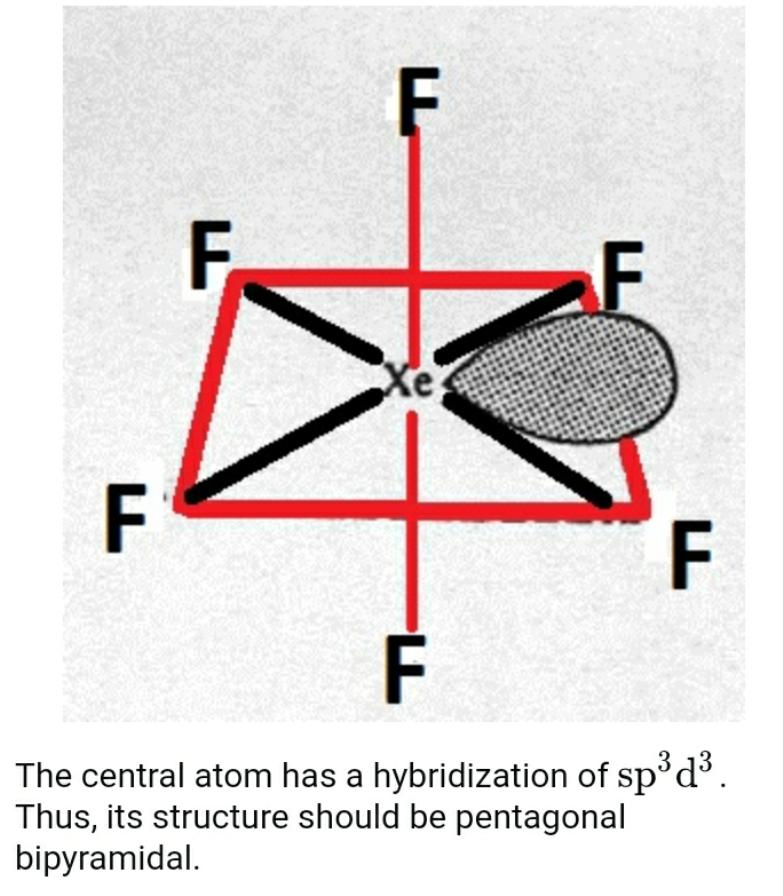 F
F F
Xe
F F
F
The central atom has a hybridization of sp³d³.
Thus, its structure should be pentagonal
bipyramidal.